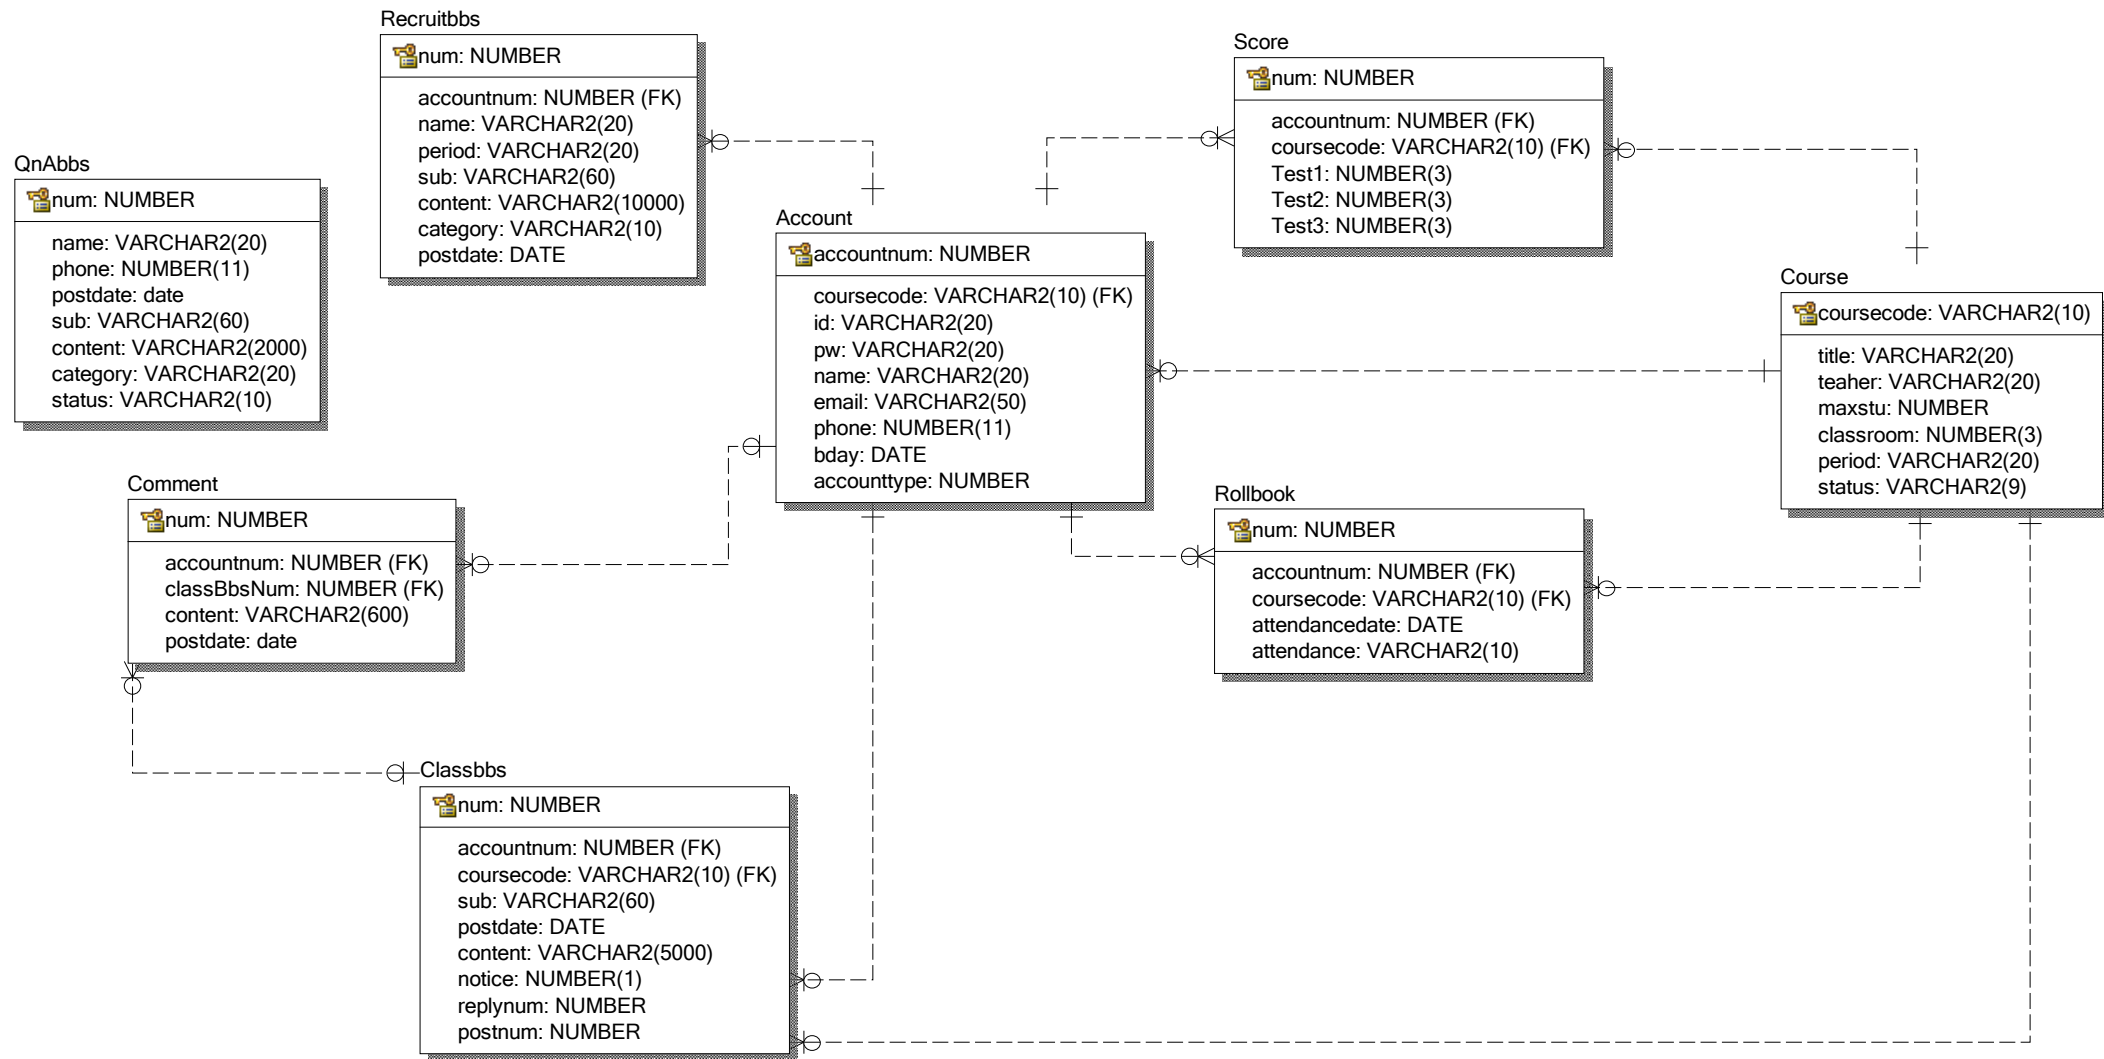 Recruitbbs
num: NUMBER
accountnum: NUMBER (FK)
name: VARCHAR2(20)
period: VARCHAR2(20)
sub: VARCHAR2(60)
content: VARCHAR2(10000)
category: VARCHAR2(10)
postdate: DATE
Score
num: NUMBER
accountnum: NUMBER (FK)
coursecode: VARCHAR2(10) (FK)
Test1: NUMBER(3)
Test2: NUMBER(3)
Test3: NUMBER(3)
QnAbbs
num: NUMBER
name: VARCHAR2(20)
phone: NUMBER(11)
postdate: date
sub: VARCHAR2(60)
content: VARCHAR2(2000)
category: VARCHAR2(20)
status: VARCHAR2(10)
Account
accountnum: NUMBER
coursecode: VARCHAR2(10) (FK)
id: VARCHAR2(20)
pw: VARCHAR2(20)
name: VARCHAR2(20)
email: VARCHAR2(50)
phone: NUMBER(11)
bday: DATE
accounttype: NUMBER
Course
coursecode: VARCHAR2(10)
title: VARCHAR2(20)
teaher: VARCHAR2(20)
maxstu: NUMBER
classroom: NUMBER(3)
period: VARCHAR2(20)
status: VARCHAR2(9)
Comment
num: NUMBER
accountnum: NUMBER (FK)
classBbsNum: NUMBER (FK)
content: VARCHAR2(600)
postdate: date
Rollbook
num: NUMBER
accountnum: NUMBER (FK)
coursecode: VARCHAR2(10) (FK)
attendancedate: DATE
attendance: VARCHAR2(10)
Classbbs
num: NUMBER
accountnum: NUMBER (FK)
coursecode: VARCHAR2(10) (FK)
sub: VARCHAR2(60)
postdate: DATE
content: VARCHAR2(5000)
notice: NUMBER(1)
replynum: NUMBER
postnum: NUMBER